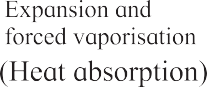 Expansion and
forced vaporisation
(Heat absorption)